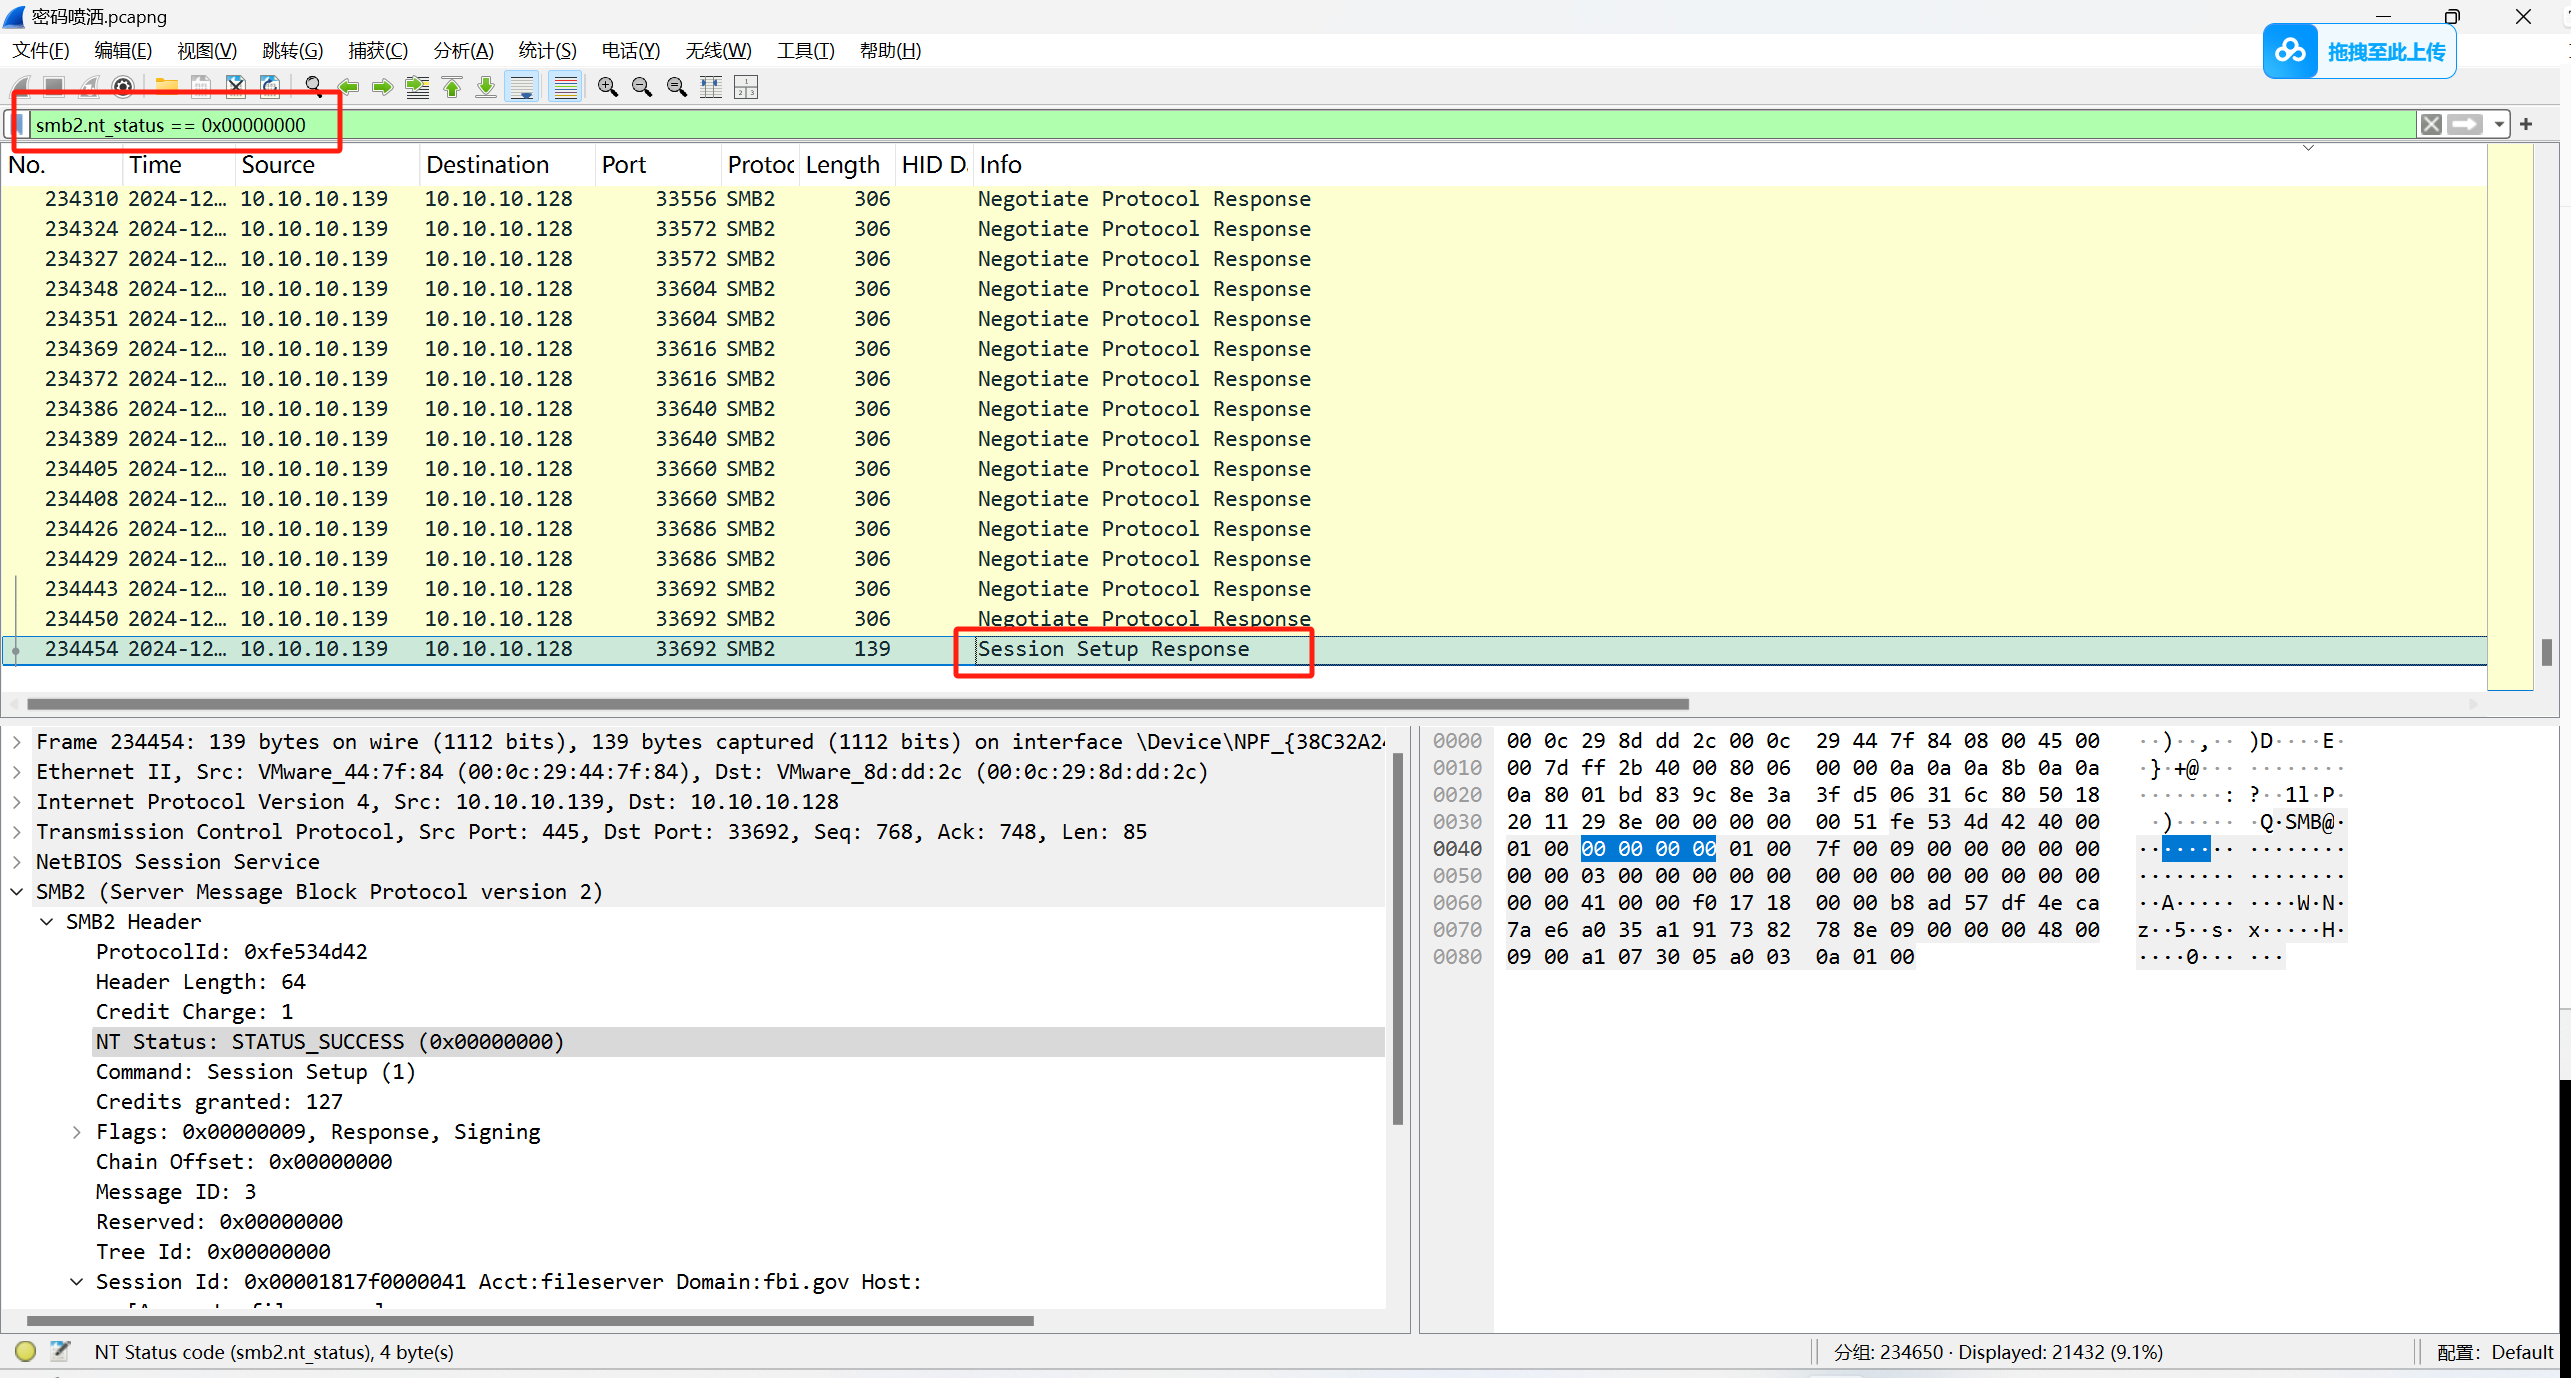 密码喷洒.pcapng
文件(F) 编辑(E) 视图(V) 跳转(G) 捕获(C) 分析(A) 统计(S) 电话(Y) 无线(W) 工具(T) 帮助(H)
拖拽至此上传
smb2.nt_status == 0x00000000
No. Time Source Destination Port Protoc Length HID D. Info
234310 2024-12… 10.10.10.139 10.10.10.128 33556 SMB2 306 Negotiate Protocol Response
234324 2024-12… 10.10.10.139 10.10.10.128 33572 SMB2 306 Negotiate Protocol Response
234327 2024-12… 10.10.10.139 10.10.10.128 33572 SMB2 306 Negotiate Protocol Response
234348 2024-12… 10.10.10.139 10.10.10.128 33604 SMB2 306 Negotiate Protocol Response
234351 2024-12… 10.10.10.139 10.10.10.128 33604 SMB2 306 Negotiate Protocol Response
234369 2024-12… 10.10.10.139 10.10.10.128 33616 SMB2 306 Negotiate Protocol Response
234372 2024-12… 10.10.10.139 10.10.10.128 33616 SMB2 306 Negotiate Protocol Response
234386 2024-12… 10.10.10.139 10.10.10.128 33640 SMB2 306 Negotiate Protocol Response
234389 2024-12… 10.10.10.139 10.10.10.128 33640 SMB2 306 Negotiate Protocol Response
234405 2024-12… 10.10.10.139 10.10.10.128 33660 SMB2 306 Negotiate Protocol Response
234408 2024-12… 10.10.10.139 10.10.10.128 33660 SMB2 306 Negotiate Protocol Response
234426 2024-12… 10.10.10.139 10.10.10.128 33686 SMB2 306 Negotiate Protocol Response
234429 2024-12… 10.10.10.139 10.10.10.128 33686 SMB2 306 Negotiate Protocol Response
234443 2024-12… 10.10.10.139 10.10.10.128 33692 SMB2 306 Negotiate Protocol Response
234450 2024-12… 10.10.10.139 10.10.10.128 33692 SMB2 306 Negotiate Protocol Response
234454 2024-12… 10.10.10.139 10.10.10.128 33692 SMB2 139 Session Setup Response
Frame 234454: 139 bytes on wire (1112 bits), 139 bytes captured (1112 bits) on interface \Device\NPF_{38C32A24
Ethernet II, Src: VMware_44:7f:84 (00:0c:29:44:7f:84), Dst: VMware_8d:dd:2c (00:0c:29:8d:dd:2c)
Internet Protocol Version 4, Src: 10.10.10.139, Dst: 10.10.10.128
Transmission Control Protocol, Src Port: 445, Dst Port: 33692, Seq: 768, Ack: 748, Len: 85
NetBIOS Session Service
SMB2 (Server Message Block Protocol version 2)
SMB2 Header
ProtocolId: 0xfe534d42
Header Length: 64
Credit Charge: 1
NT Status: STATUS_SUCCESS (0x00000000)
Command: Session Setup (1)
Credits granted: 127
Flags: 0x00000009, Response, Signing
Chain Offset: 0x00000000
Message ID: 3
Reserved: 0x00000000
Tree Id: 0x00000000
Session Id: 0x00001817f0000041 Acct:fileserver Domain:fbi.gov Host:
0000 00 0c 29 8d dd 2c 00 0c 29 44 7f 84 08 00 45 00 ··)··,·· )D····E·
0010 00 7d ff 2b 40 00 80 06 00 00 0a 0a 0a 8b 0a 0a ·}·+@··· ········
0020 0a 80 01 bd 83 9c 8e 3a 3f d5 06 31 6c 80 50 18 ·······: ?··1l·P·
0030 20 11 29 8e 00 00 00 00 00 51 fe 53 4d 42 40 00 ·)····· ·Q·SMB@·
0040 01 00 00 00 00 00 01 00 7f 00 09 00 00 00 00 00 ········ ········
0050 00 00 03 00 00 00 00 00 00 00 00 00 00 00 00 00 ········ ········
0060 00 00 41 00 00 f0 17 18 00 00 b8 ad 57 df 4e ca ··A····· ····W·N·
0070 7a e6 a0 35 a1 91 73 82 78 8e 09 00 00 00 48 00 z··5··s· x·····H·
0080 09 00 a1 07 30 05 a0 03 0a 01 00 ····0··· ···
NT Status code (smb2.nt_status), 4 byte(s)
分组: 234650 · Displayed: 21432 (9.1%)
配置: Default